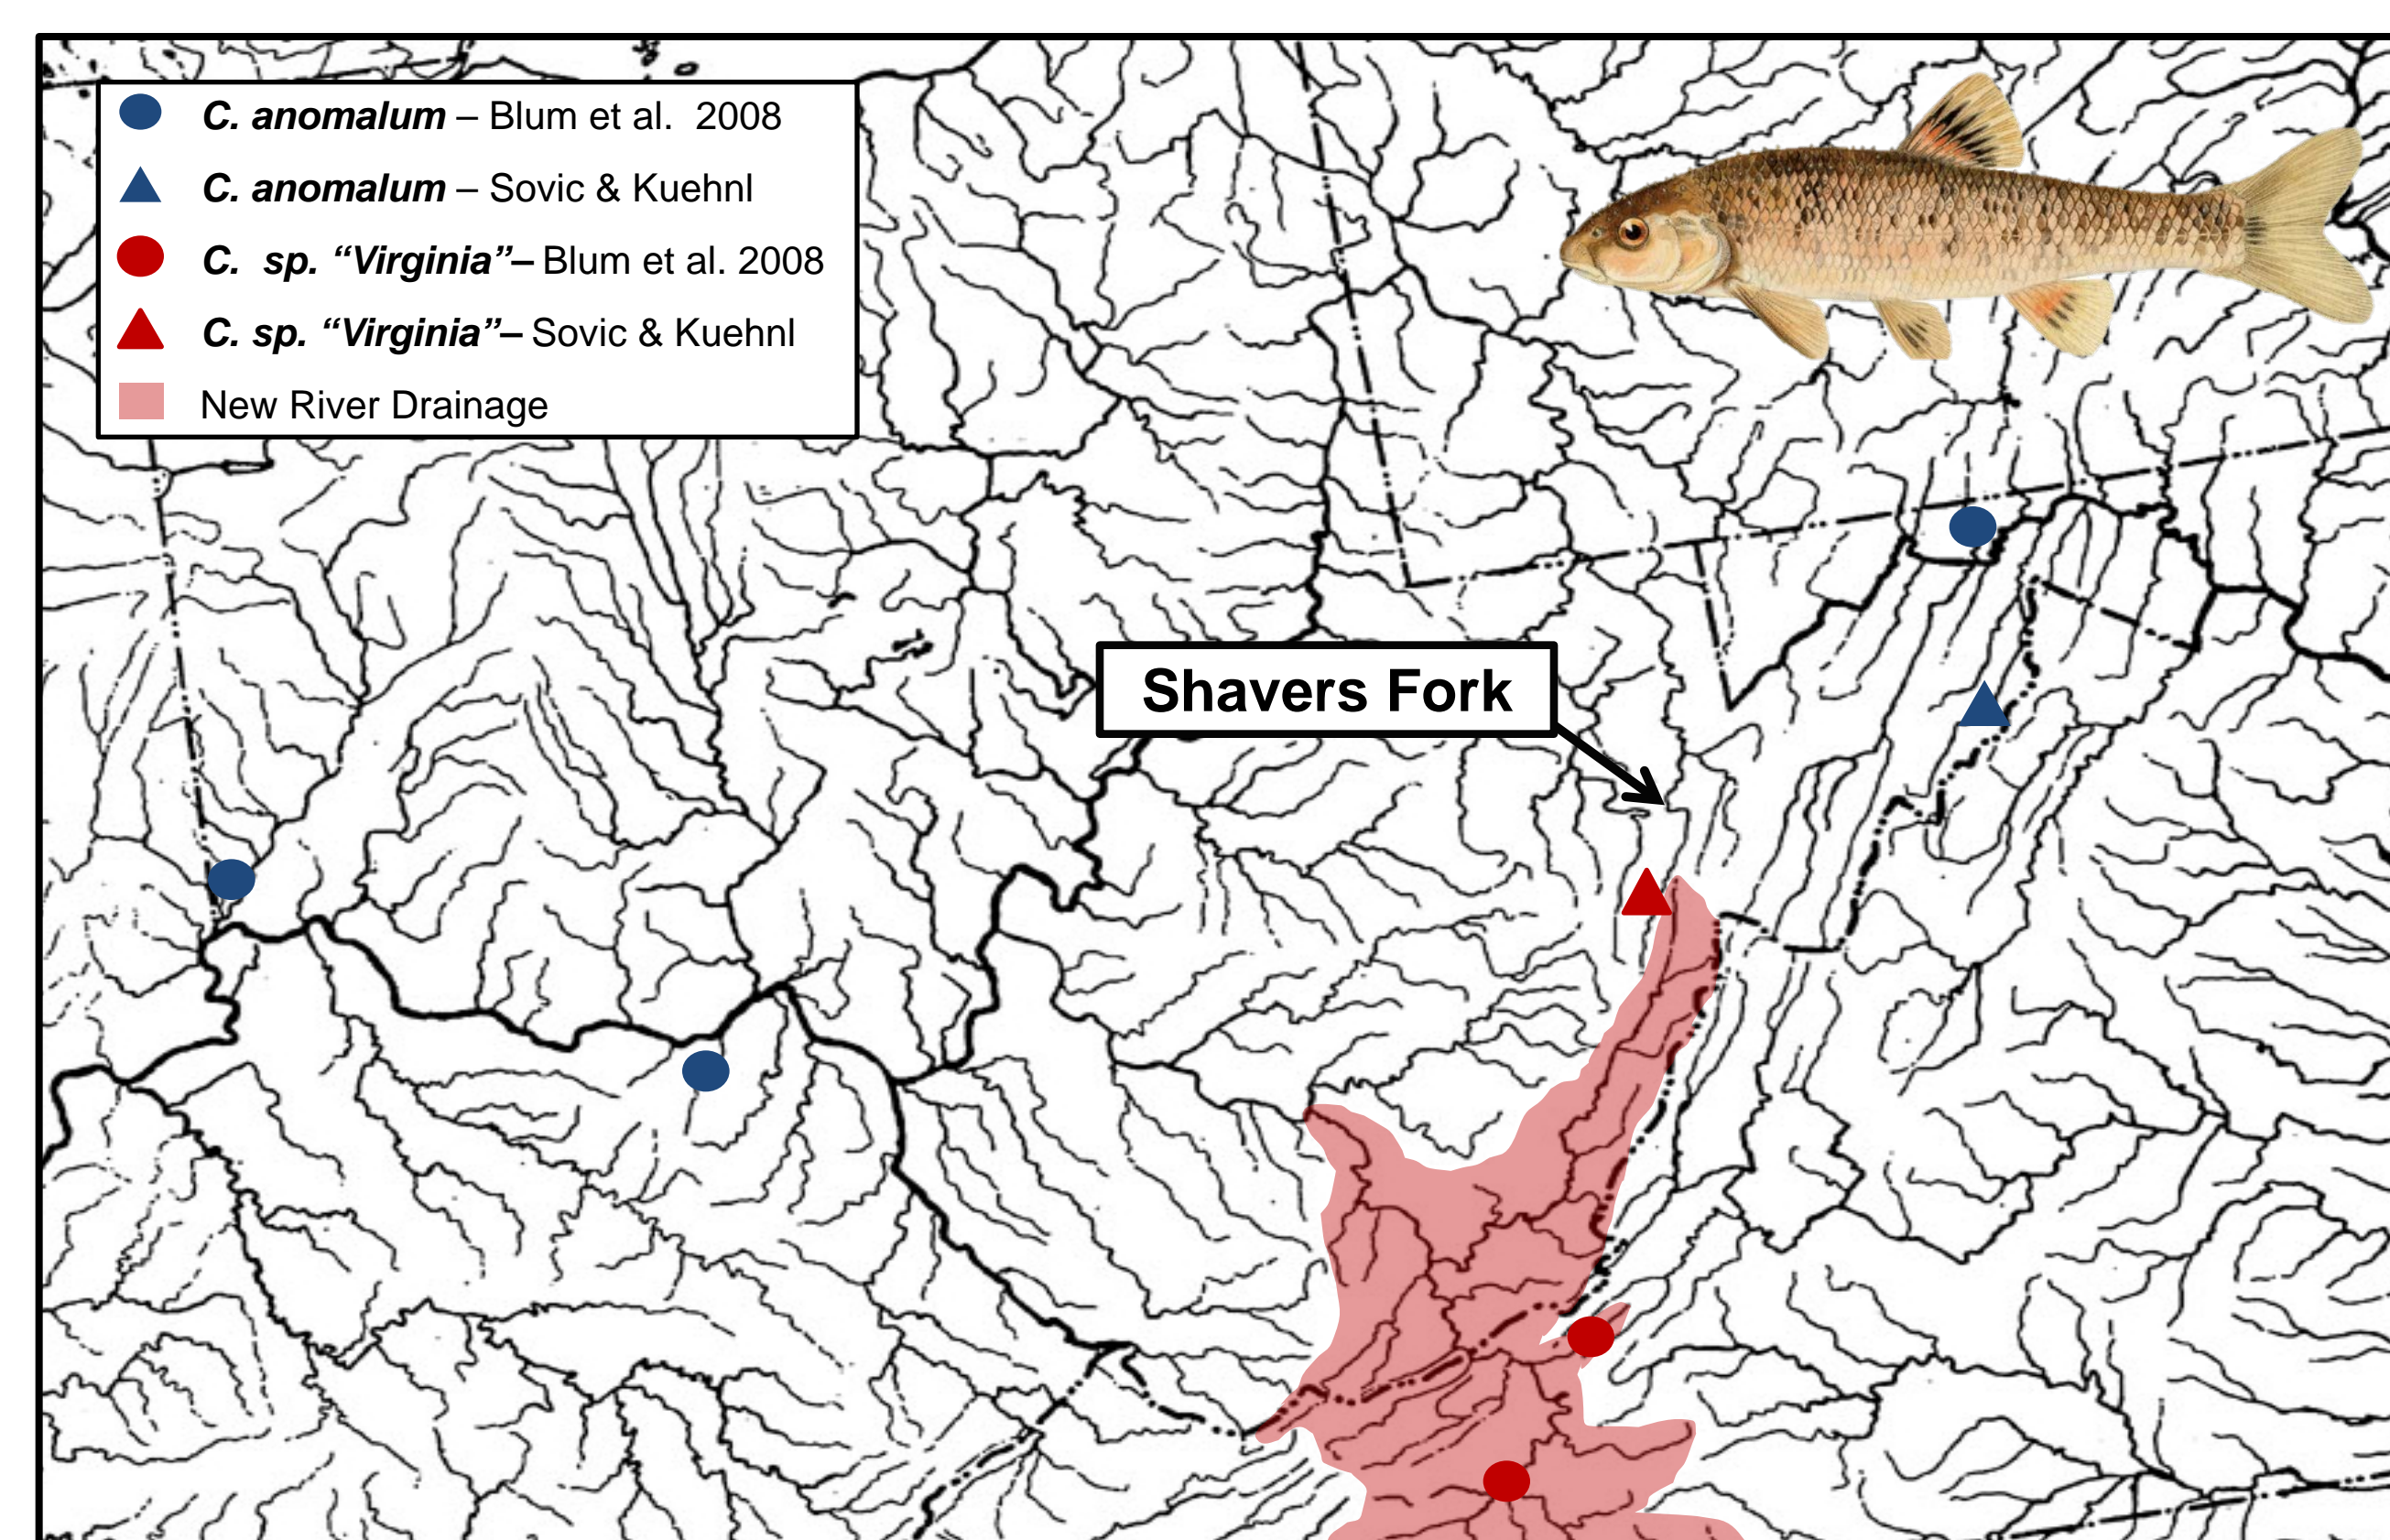 C. anomalum – Blum et al. 2008
C. anomalum – Sovic & Kuehnl
C. sp. “Virginia”– Blum et al. 2008
C. sp. “Virginia”– Sovic & Kuehnl
New River Drainage
Shavers Fork